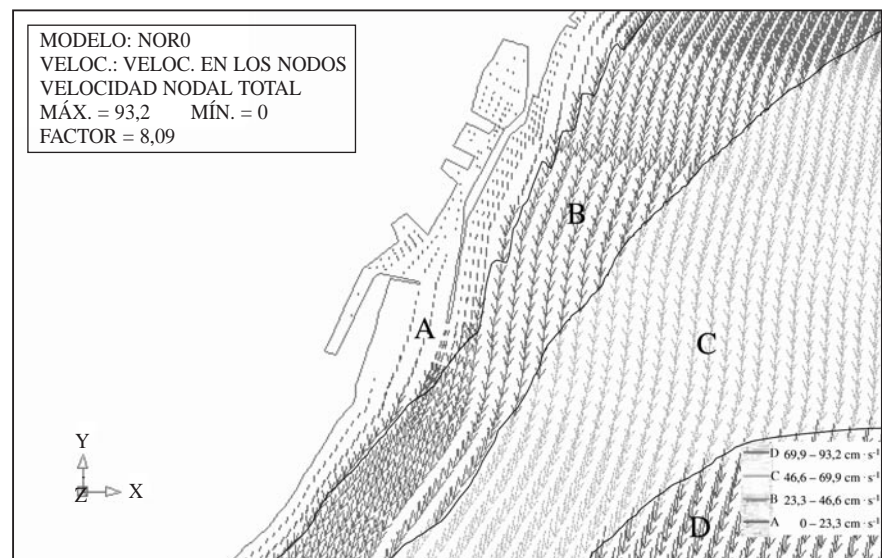 MODELO: NOR0
VELOC.: VELOC. EN LOS NODOS
VELOCIDAD NODAL TOTAL
MÁX. = 93,2 MÍN. = 0
FACTOR = 8,09
B
A
C
Y
Z X
D
D 69,9 – 93,2 cm · s⁻¹
C 46,6 – 69,9 cm · s⁻¹
B 23,3 – 46,6 cm · s⁻¹
A 0 – 23,3 cm · s⁻¹